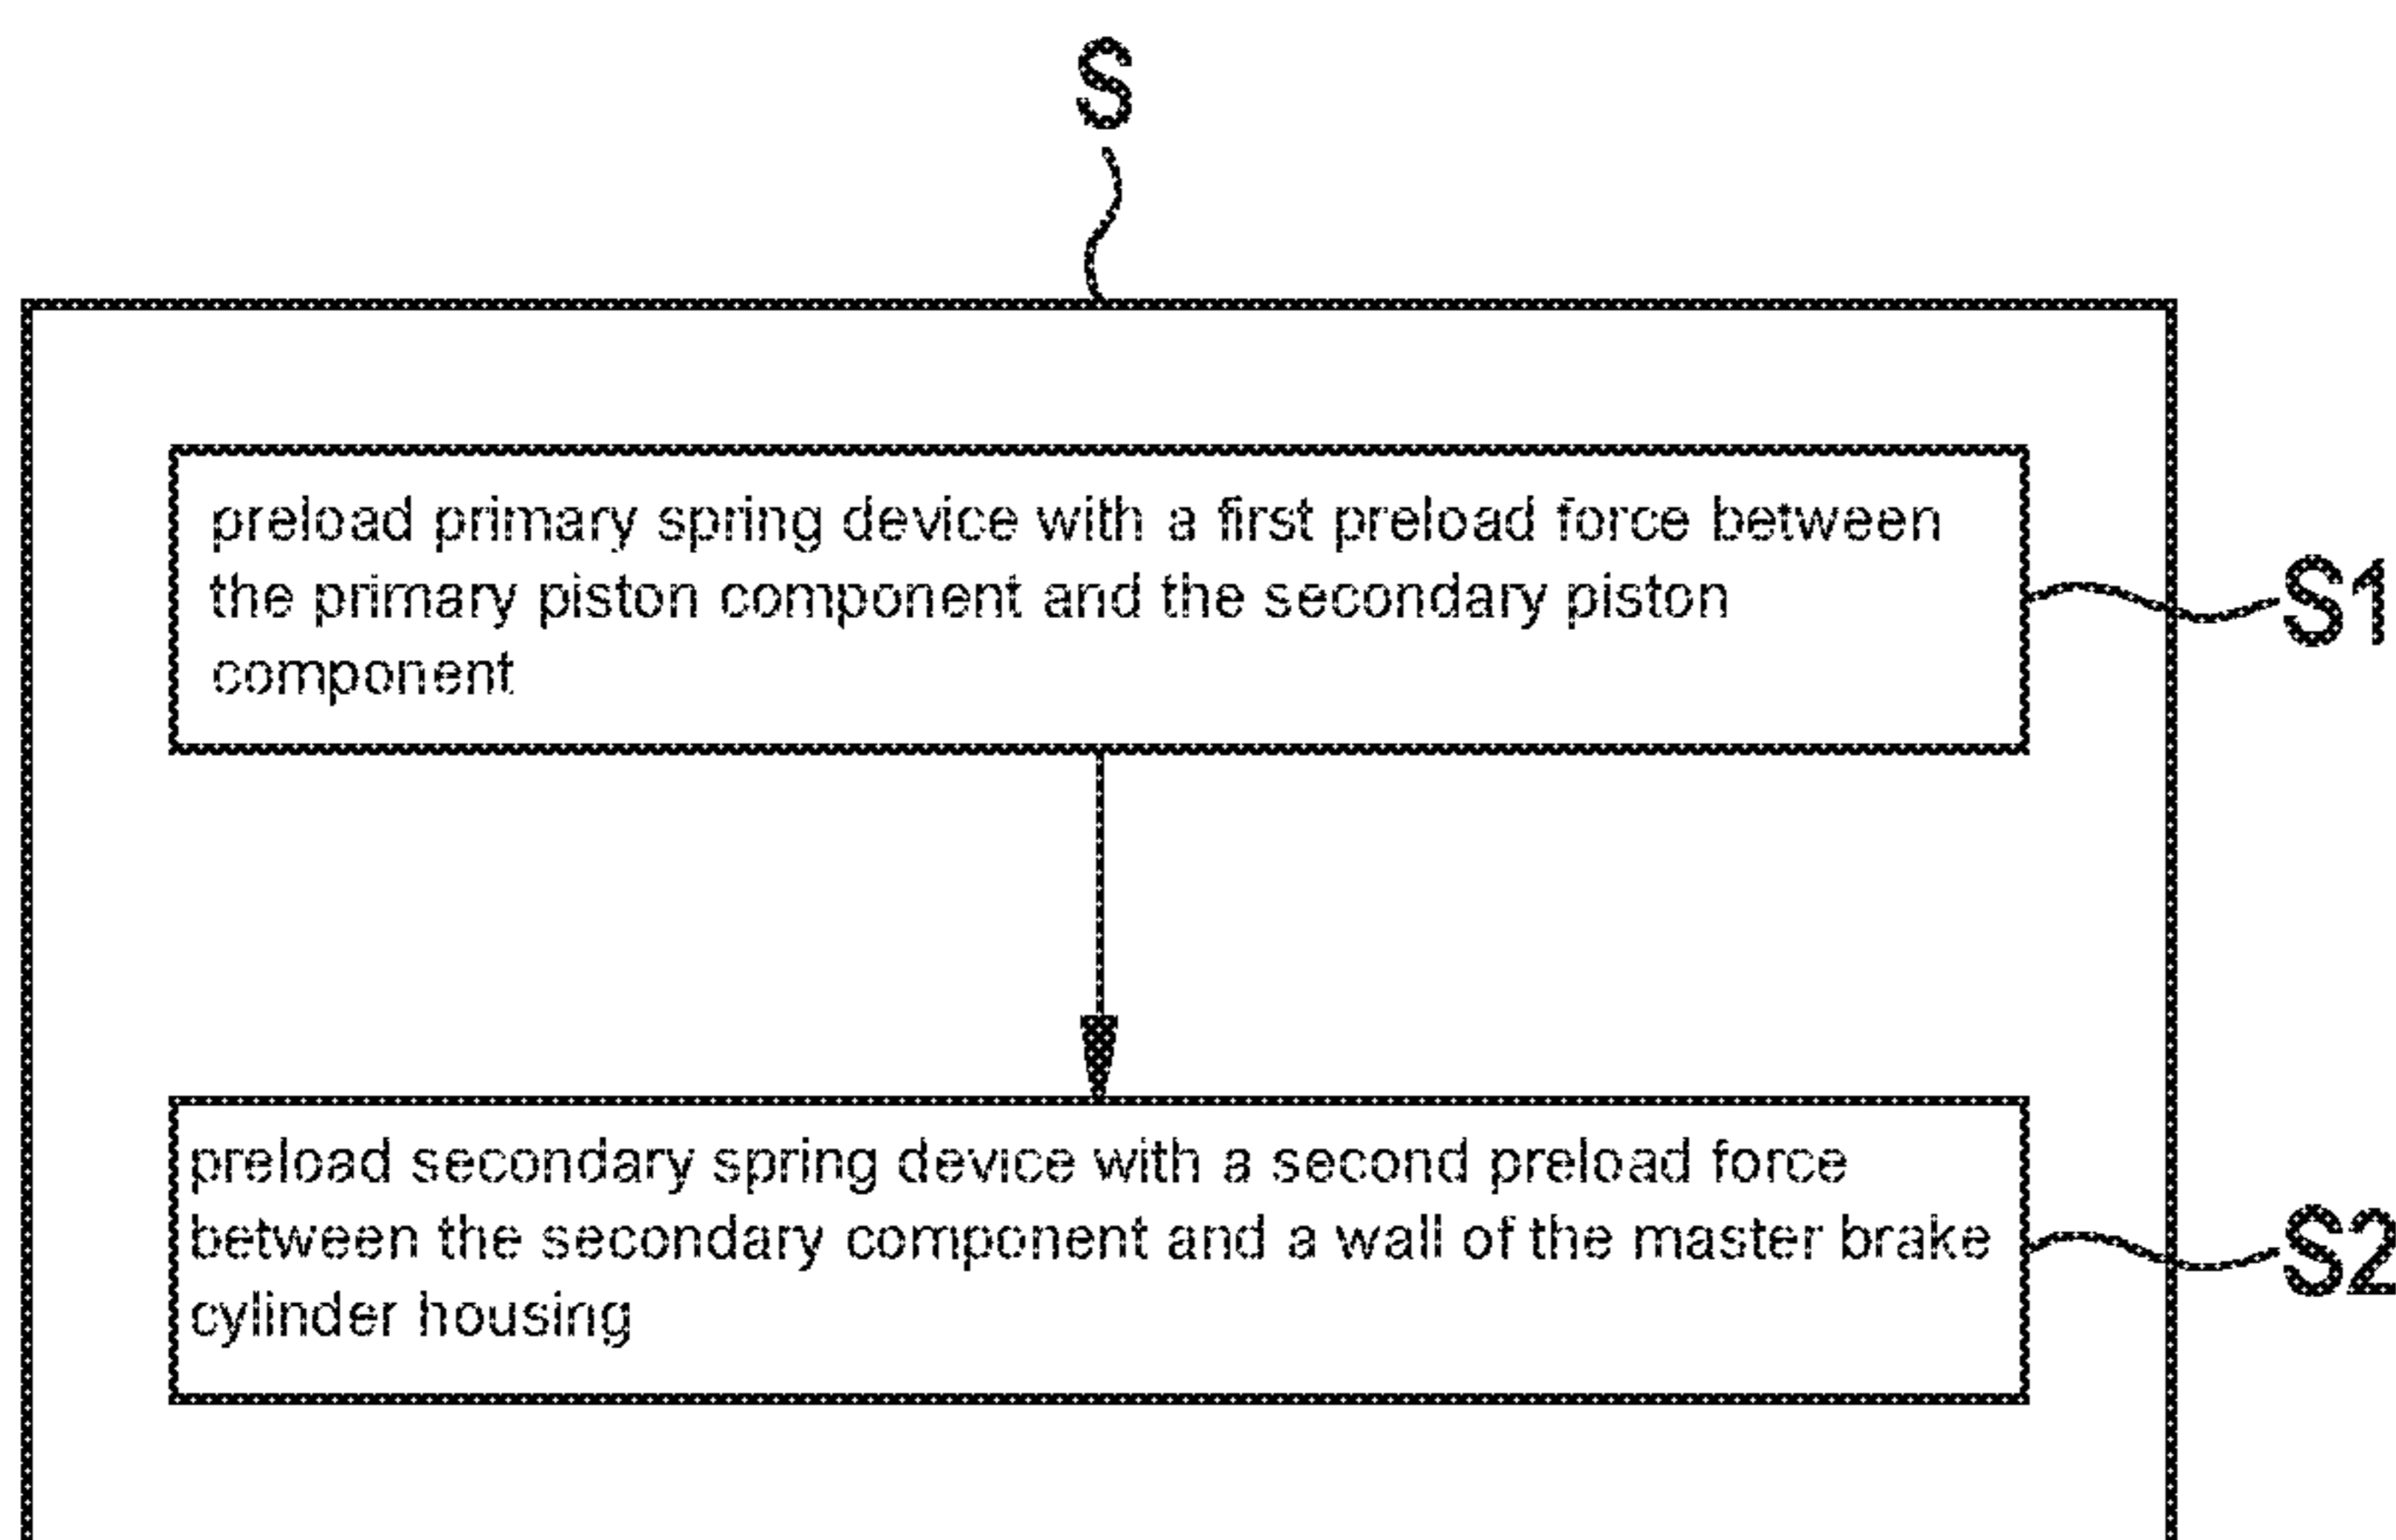 S
preload primary spring device with a first preload force between
the primary piston component and the secondary piston
component
S1
preload secondary spring device with a second preload force
between the secondary component and a wall of the master brake
cylinder housing
S2